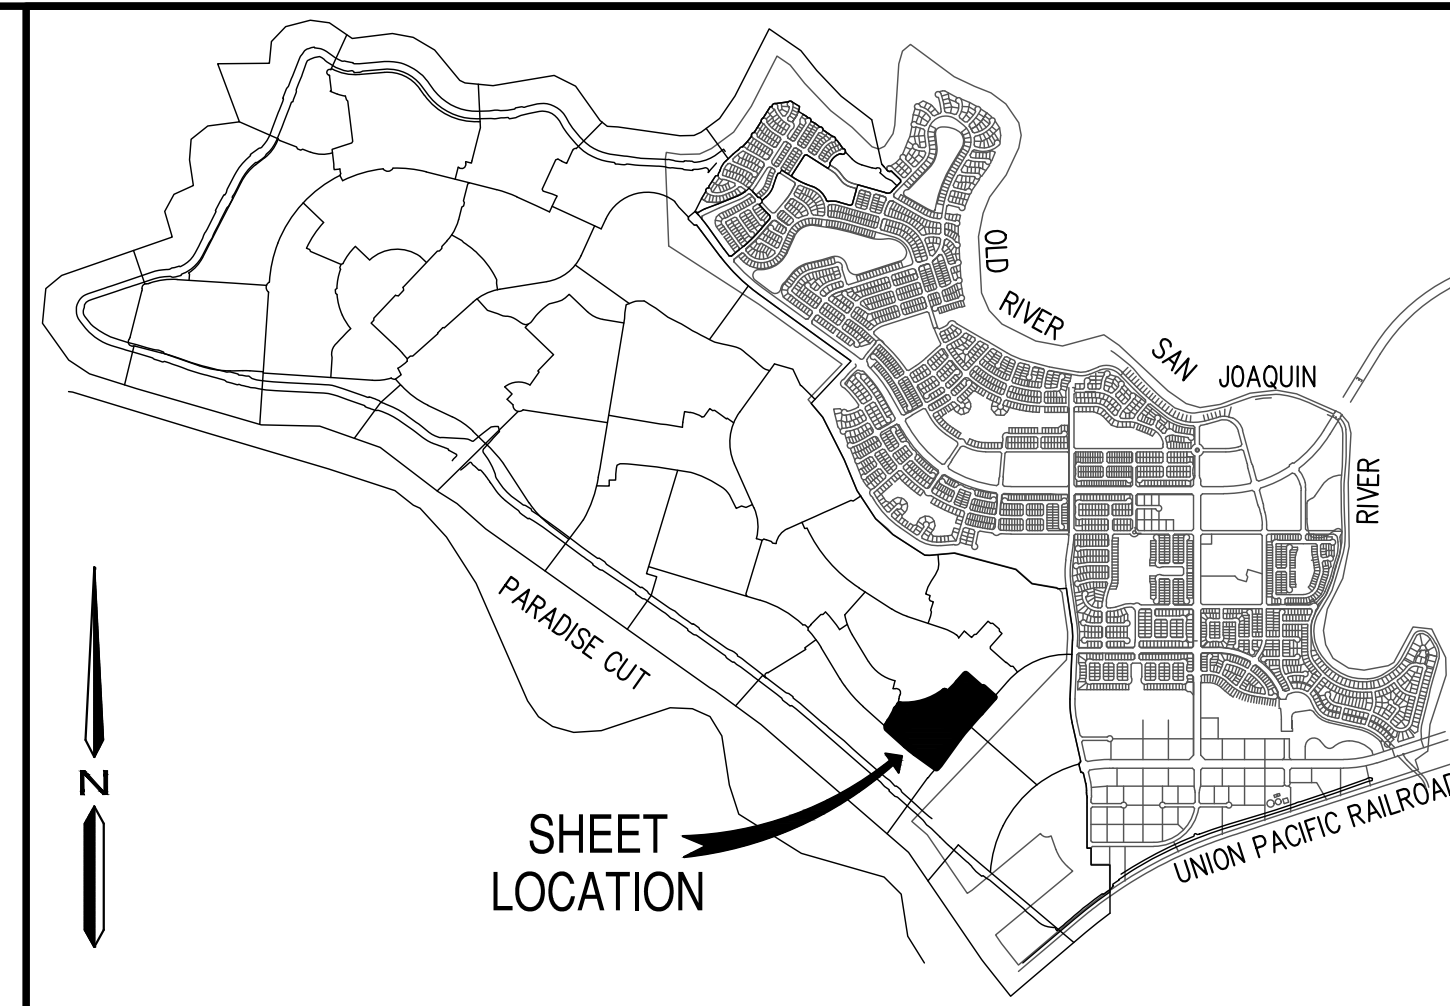 OLD
RIVER
SAN
JOAQUIN
RIVER
PARADISE CUT
N
SHEET
LOCATION
UNION PACIFIC RAILROAD